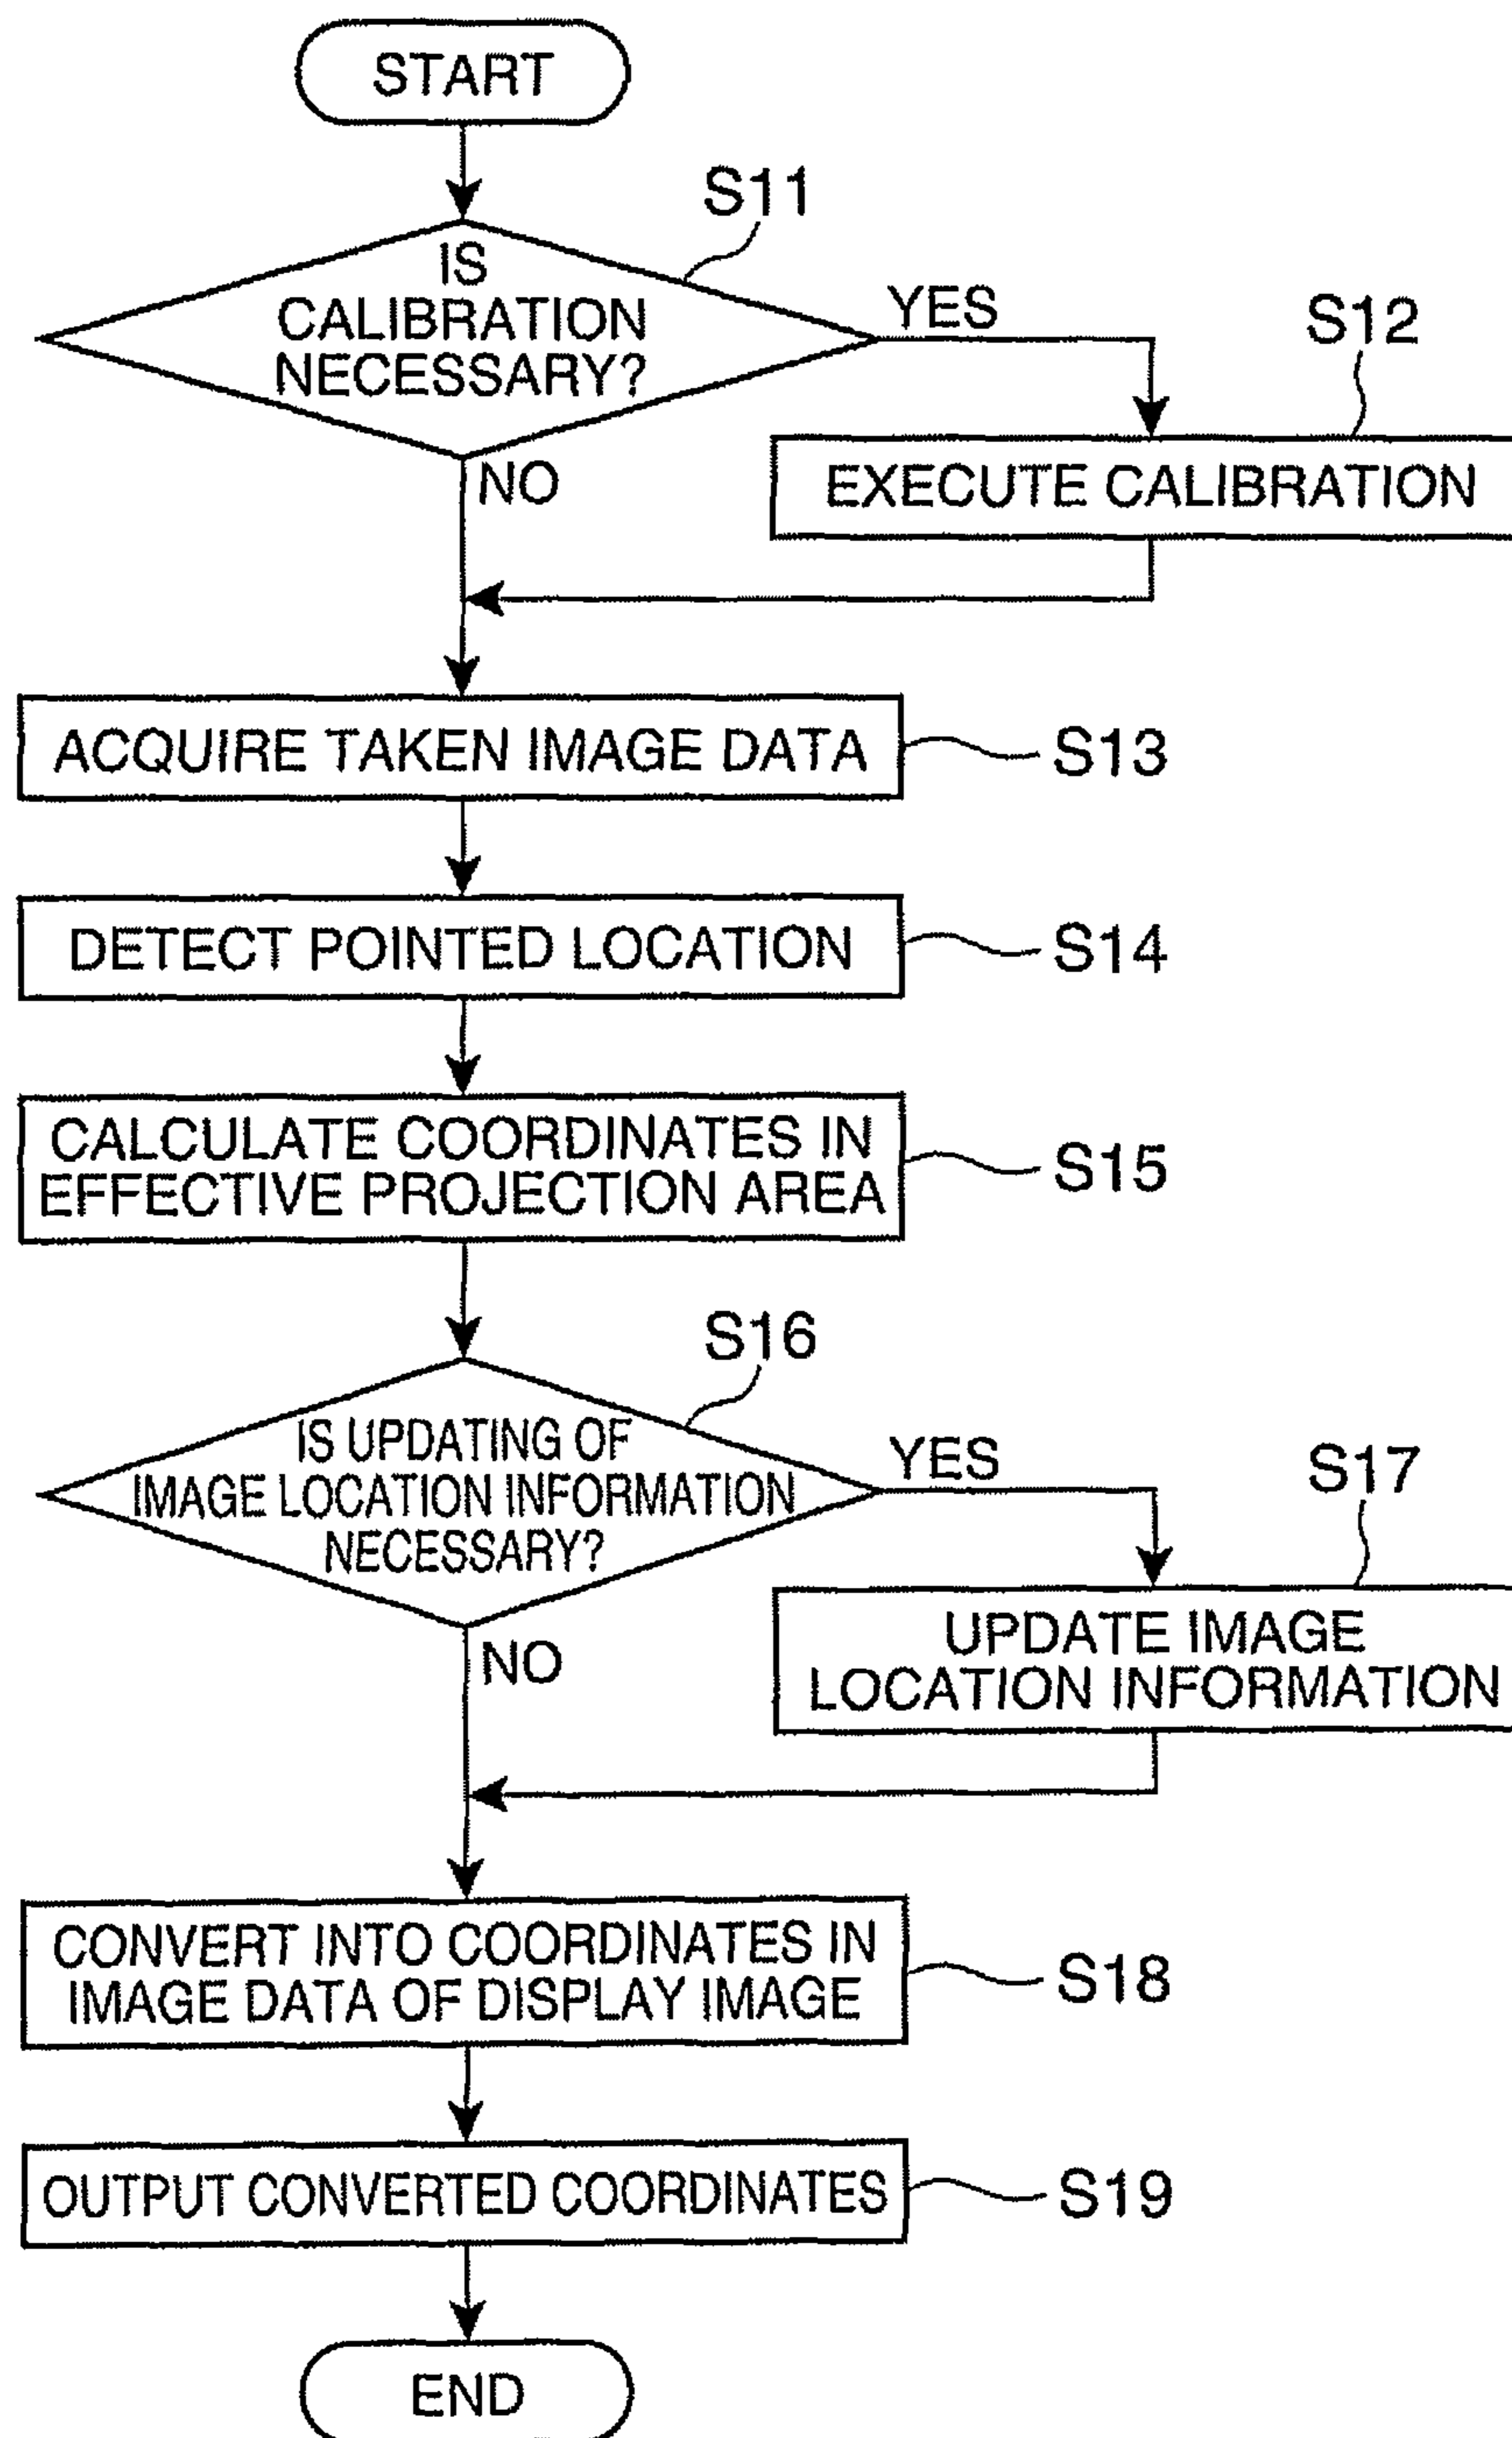 START
S11
IS
CALIBRATION
NECESSARY?
YES
S12
EXECUTE CALIBRATION
NO
ACQUIRE TAKEN IMAGE DATA
S13
DETECT POINTED LOCATION
S14
CALCULATE COORDINATES IN
EFFECTIVE PROJECTION AREA
S15
S16
IS UPDATING OF
IMAGE LOCATION INFORMATION
NECESSARY?
YES
S17
UPDATE IMAGE
LOCATION INFORMATION
NO
CONVERT INTO COORDINATES IN
IMAGE DATA OF DISPLAY IMAGE
S18
OUTPUT CONVERTED COORDINATES
S19
END